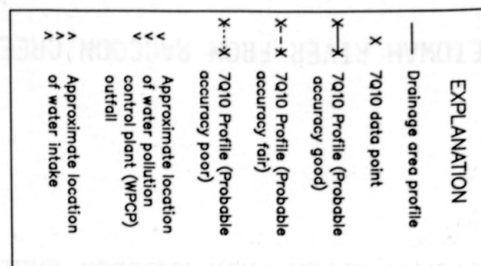 EXPLANATION
Drainage area profile
x 7Q10 data point
x x 7Q10 Profile (Probable
accuracy good)
x--x 7Q10 Profile (Probable
accuracy fair)
x....x 7Q10 Profile (Probable
accuracy poor)
v v v Approximate location
of water pollution
control plant (WPCP)
outfall
^ ^ ^ Approximate location
of water intake